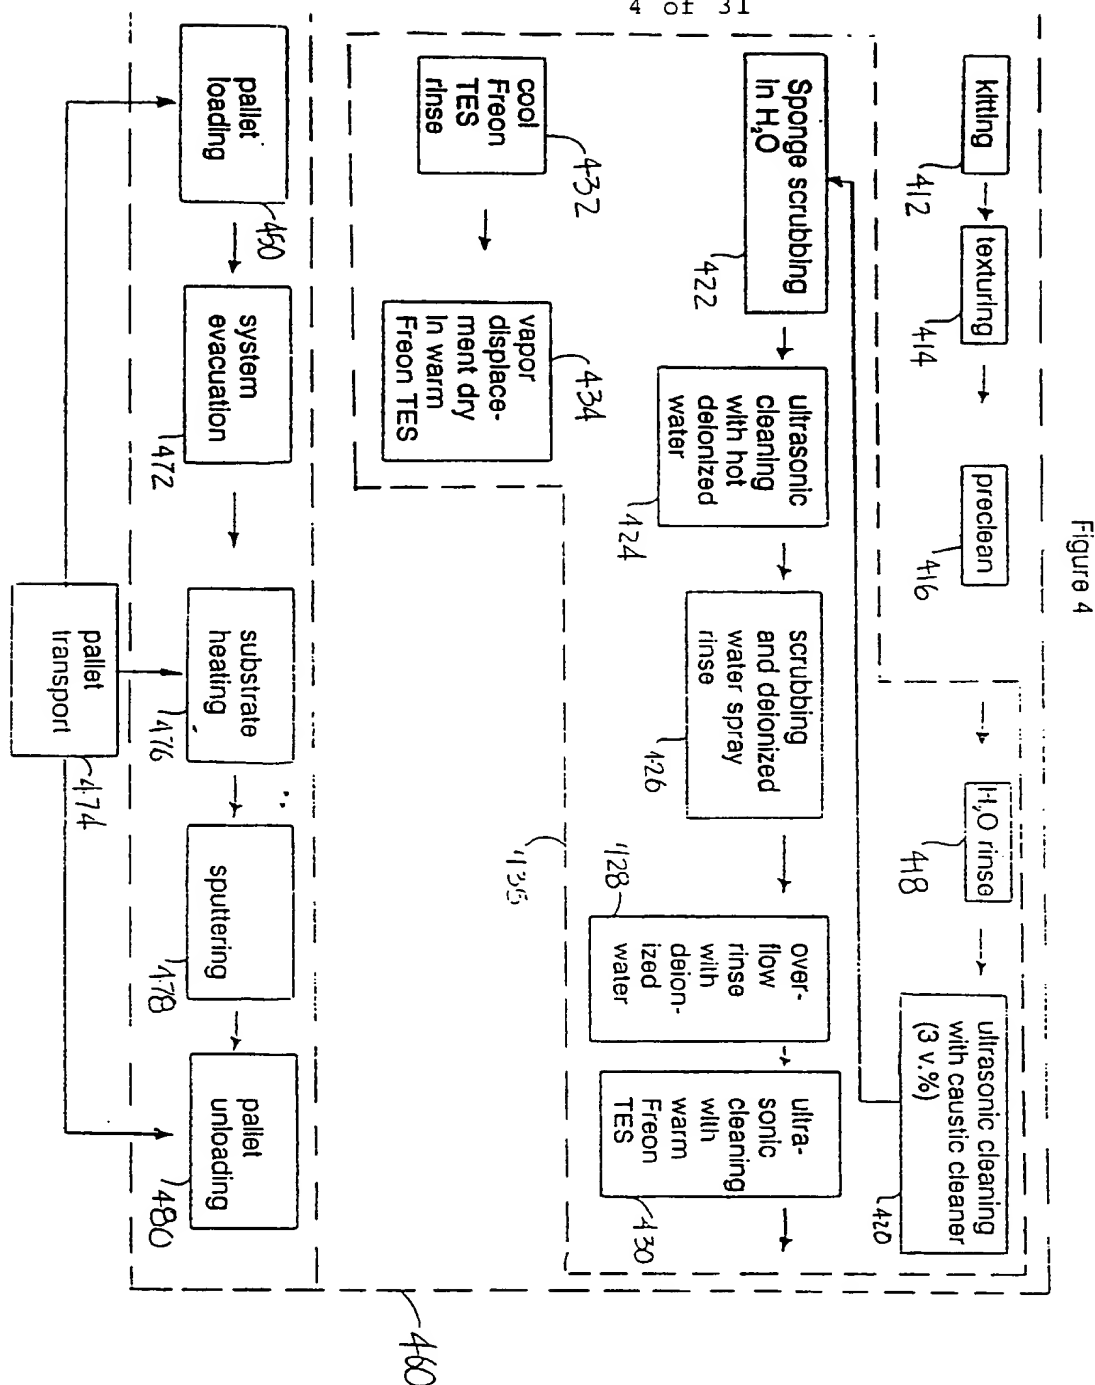 4 of 31
Figure 4
kitting
412
texturing
414
preclean
416
H₂O rinse
418
ultrasonic cleaning
with caustic cleaner
(3 v.%)
420
Sponge scrubbing
in H₂O
422
ultrasonic
cleaning
with hot
deionized
water
424
scrubbing
and deionized
water spray
rinse
426
over-
flow
rinse
with
deion-
ized
water
428
ultra-
sonic
cleaning
with
warm
Freon
TES
430
cool
Freon
TES
rinse
432
vapor
displace-
ment dry
in warm
Freon TES
434
pallet
loading
450
system
evacuation
472
substrate
heating
476
sputtering
478
pallet
unloading
480
pallet
transport
474
460